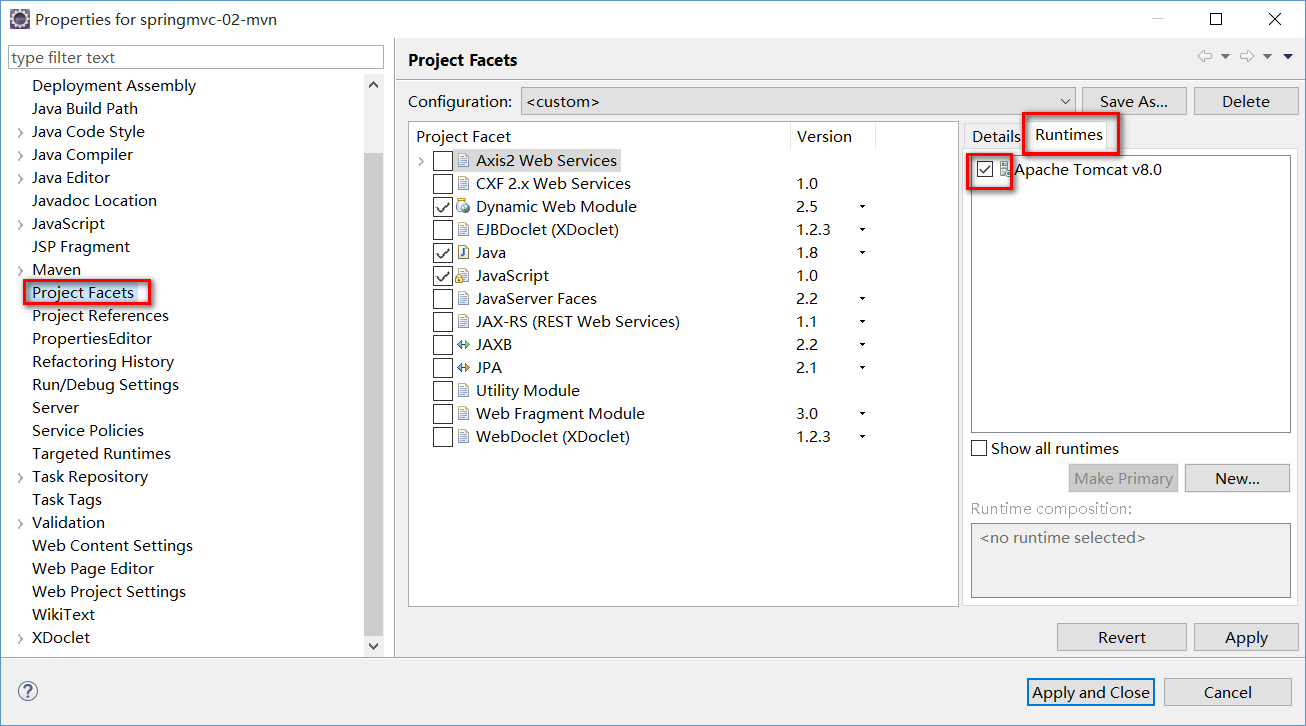 Properties for springmvc-02-mvn
type filter text
Deployment Assembly
Java Build Path
Java Code Style
Java Compiler
Java Editor
Javadoc Location
JavaScript
JSP Fragment
Maven
Project Facets
Project References
PropertiesEditor
Refactoring History
Run/Debug Settings
Server
Service Policies
Targeted Runtimes
Task Repository
Task Tags
Validation
Web Content Settings
Web Page Editor
Web Project Settings
WikiText
XDoclet
Project Facets
Configuration: <custom> Save As... Delete
Project Facet Version
Axis2 Web Services
CXF 2.x Web Services 1.0
Dynamic Web Module 2.5
EJBDoclet (XDoclet) 1.2.3
Java 1.8
JavaScript 1.0
JavaServer Faces 2.2
JAX-RS (REST Web Services) 1.1
JAXB 2.2
JPA 2.1
Utility Module
Web Fragment Module 3.0
WebDoclet (XDoclet) 1.2.3
Details Runtimes
Apache Tomcat v8.0
Show all runtimes
Make Primary New...
Runtime composition:
<no runtime selected>
Revert Apply
? Apply and Close Cancel